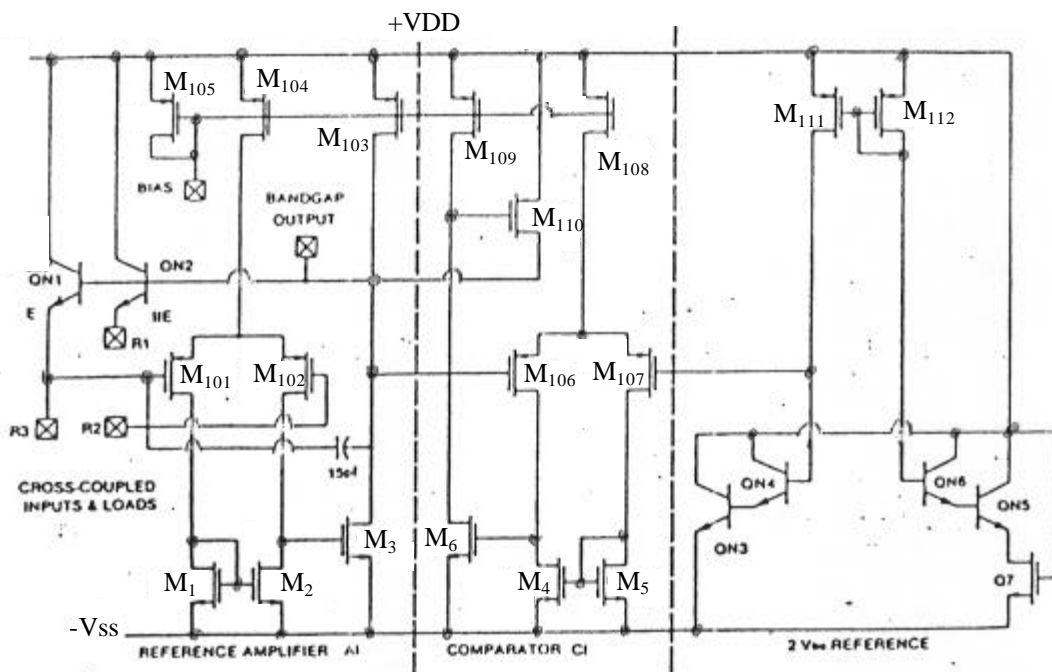 +VDD
M105
M104
M103
M109
M108
M111
M112
BIAS
BANDGAP
OUTPUT
M110
QN1
QN2
E
IIE
R1
M101
M102
M106
M107
R3
R2
15pf
CROSS-COUPLED
INPUTS & LOADS
QN4
QN6
QN5
QN3
M3
M6
M1
M2
M4
M5
Q7
-VSS
REFERENCE AMPLIFIER A1
COMPARATOR C1
2 Vbe REFERENCE